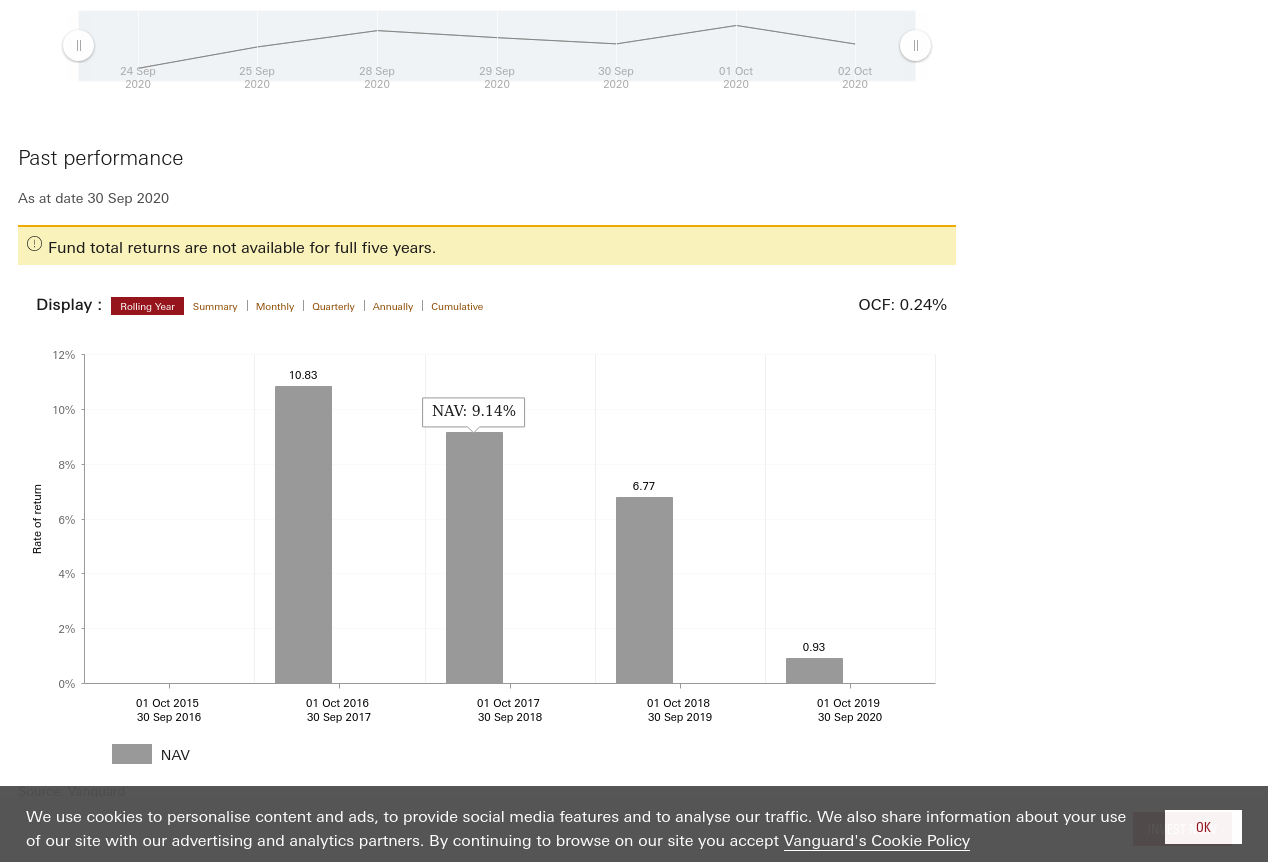 24 Sep 25 Sep 28 Sep 29 Sep 30 Sep 01 Oct 02 Oct
2020 2020 2020 2020 2020 2020 2020
Past performance
As at date 30 Sep 2020
Fund total returns are not available for full five years.
Display : Rolling Year Summary Monthly Quarterly Annually Cumulative OCF: 0.24%
12%
10.83
10%
NAV: 9.14%
8%
6.77
6%
Rate of return
4%
2%
0.93
0%
01 Oct 2015 01 Oct 2016 01 Oct 2017 01 Oct 2018 01 Oct 2019
30 Sep 2016 30 Sep 2017 30 Sep 2018 30 Sep 2019 30 Sep 2020
NAV
Source: Vanguard
We use cookies to personalise content and ads, to provide social media features and to analyse our traffic. We also share information about your use
of our site with our advertising and analytics partners. By continuing to browse on our site you accept Vanguard's Cookie Policy
OK